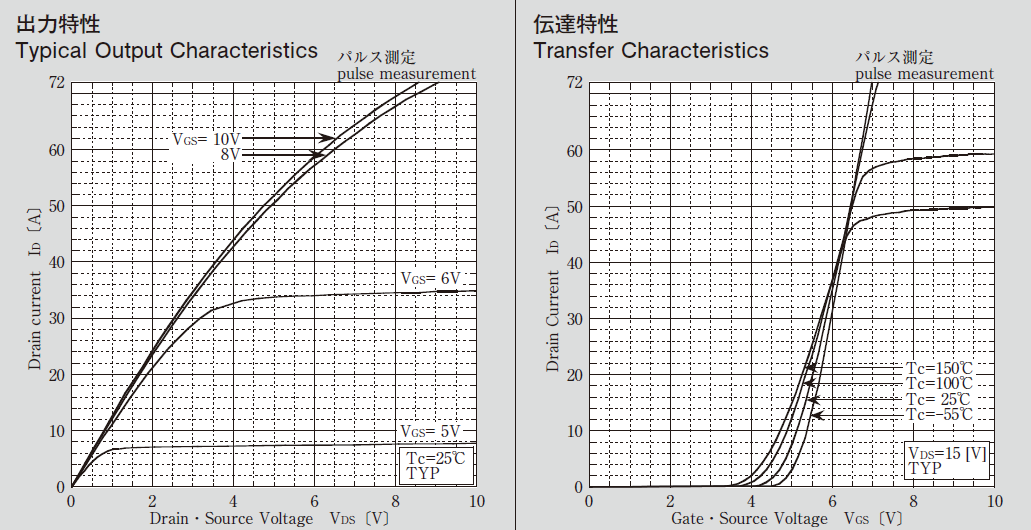 出力特性
Typical Output Characteristics
パルス測定
pulse measurement
72
60
50
40
30
20
10
0
Drain current ID〔A〕
VGS= 10V
8V
VGS= 6V
VGS= 5V
Tc=25℃
TYP
0 2 4 6 8 10
Drain・Source Voltage VDS〔V〕
伝達特性
Transfer Characteristics
パルス測定
pulse measurement
72
60
50
40
30
20
10
0
Drain Current ID〔A〕
Tc=150℃
Tc=100℃
Tc= 25℃
Tc=-55℃
VDS=15 [V]
TYP
0 2 4 6 8 10
Gate・Source Voltage VGS〔V〕